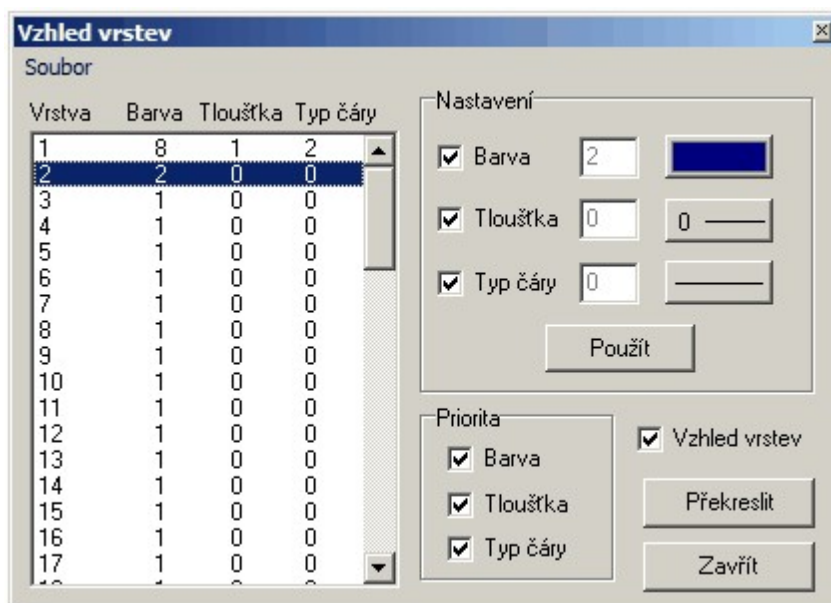 Vzhled vrstev
Soubor
Vrstva Barva Tloušťka Typ čáry
1 8 1 2
2 2 0 0
3 1 0 0
4 1 0 0
5 1 0 0
6 1 0 0
7 1 0 0
8 1 0 0
9 1 0 0
10 1 0 0
11 1 0 0
12 1 0 0
13 1 0 0
14 1 0 0
15 1 0 0
16 1 0 0
17 1 0 0
Nastavení
Barva 2
Tloušťka 0 0
Typ čáry 0
Použít
Priorita
Barva
Tloušťka
Typ čáry
Vzhled vrstev
Překreslit
Zavřít